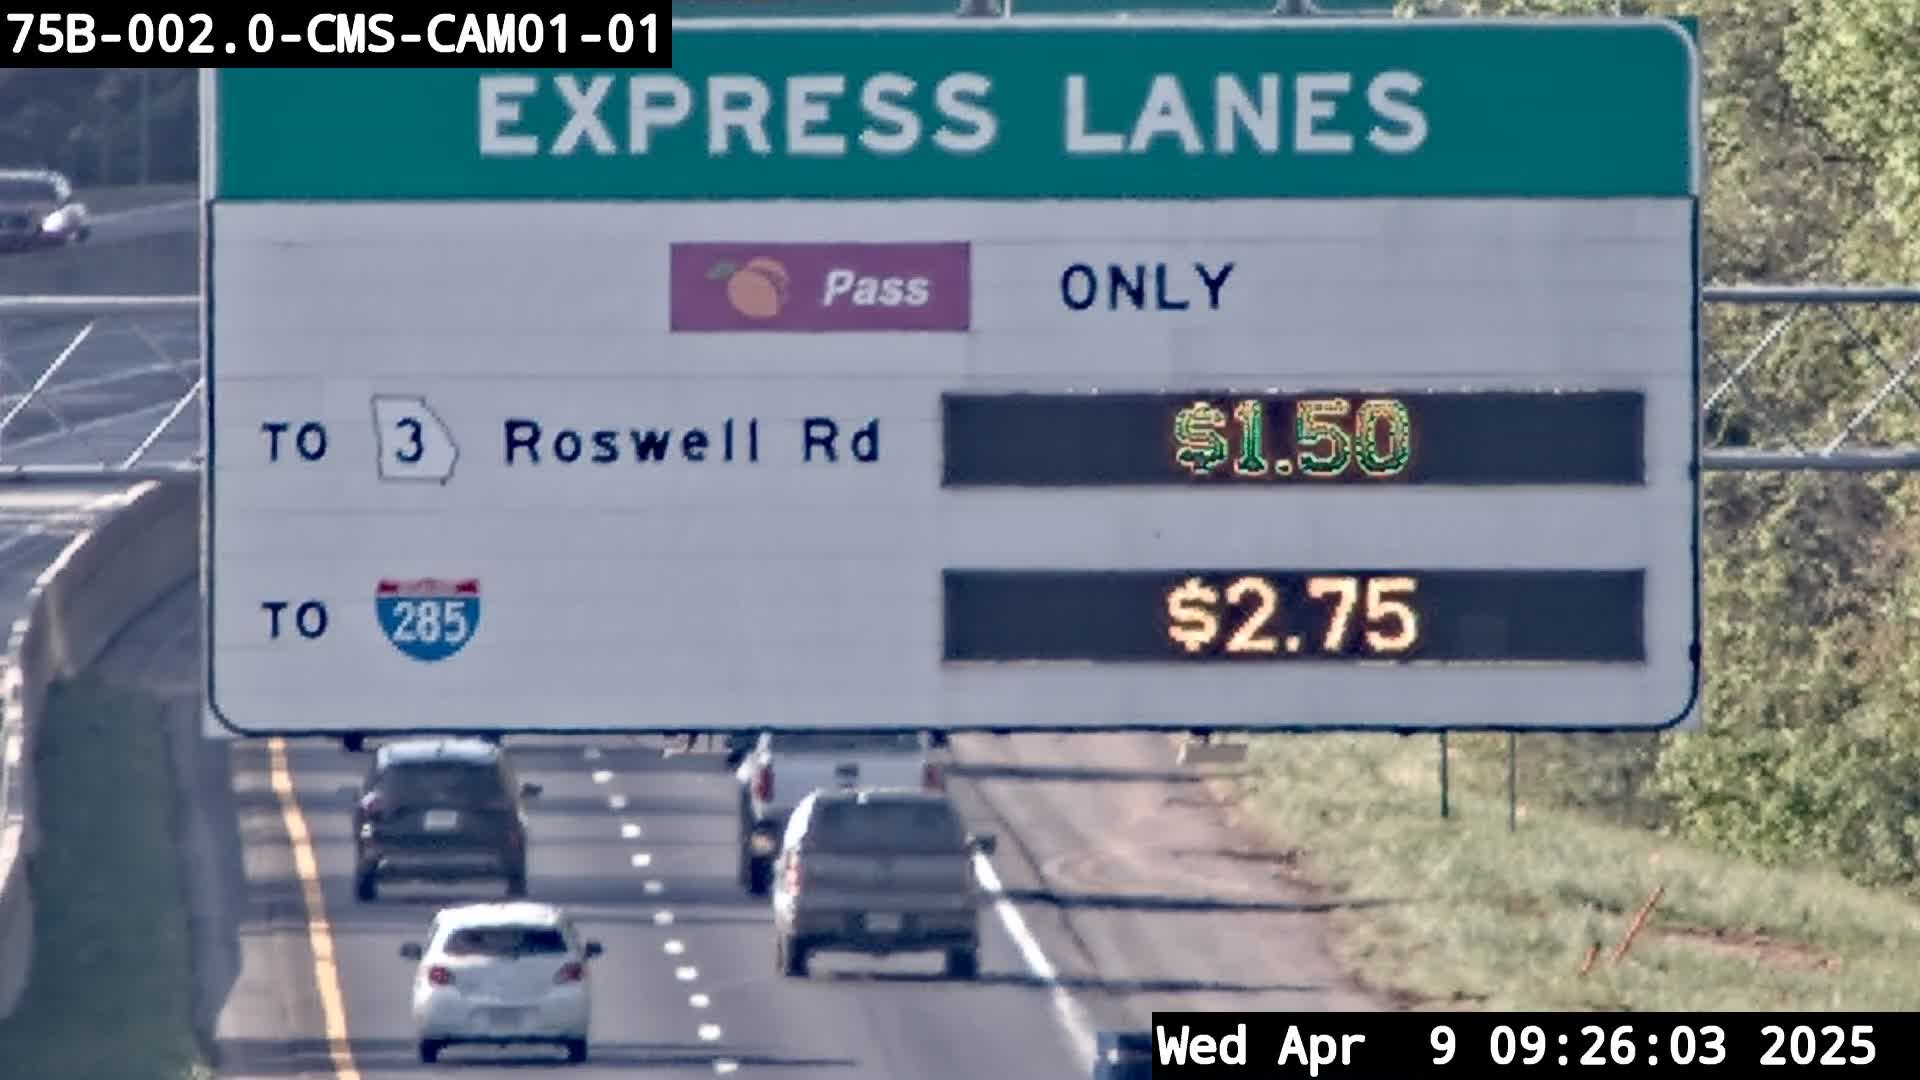 75B-002.0-CMS-CAM01-01
EXPRESS LANES
Pass ONLY
TO 3 Roswell Rd $1.50
TO 285 $2.75
Wed Apr 9 09:26:03 2025